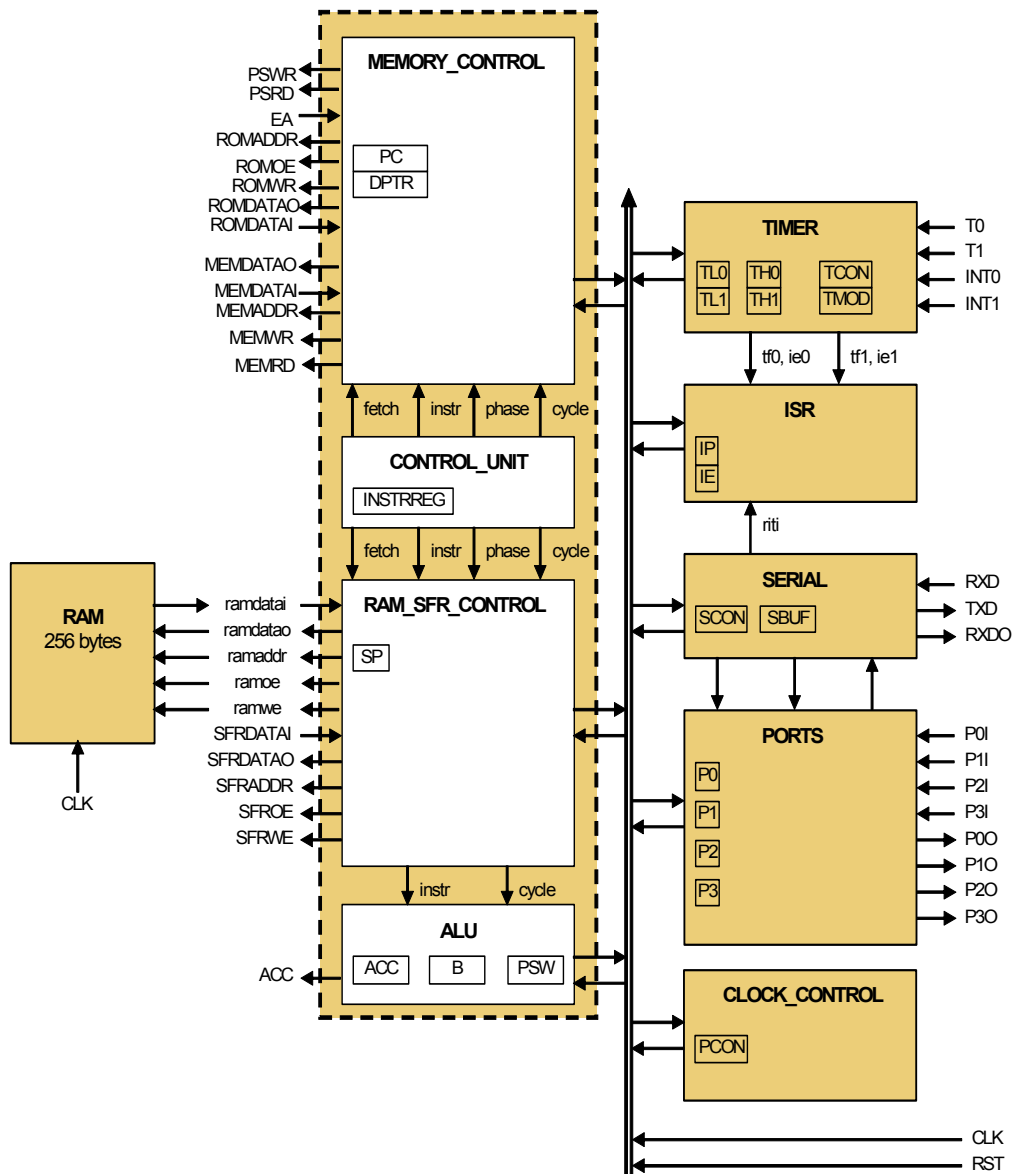 MEMORY_CONTROL
PSWR
PSRD
EA
ROMADDR
ROMOE
ROMWR
ROMDATAO
ROMDATAI
MEMDATAO
MEMDATAI
MEMADDR
MEMWR
MEMRD
PC
DPTR
fetch instr phase cycle
CONTROL_UNIT
INSTRREG
fetch instr phase cycle
RAM
256 bytes
CLK
ramdatai
ramdatao
ramaddr
ramoe
ramwe
SFRDATAI
SFRDATAO
SFRADDR
SFROE
SFRWE
RAM_SFR_CONTROL
SP
instr cycle
ALU
ACC B PSW
ACC
TIMER
TL0 TH0 TCON
TL1 TH1 TMOD
T0
T1
INT0
INT1
tf0, ie0 tf1, ie1
ISR
IP
IE
riti
SERIAL
SCON SBUF
RXD
TXD
RXDO
PORTS
P0
P1
P2
P3
P0I
P1I
P2I
P3I
P0O
P1O
P2O
P3O
CLOCK_CONTROL
PCON
CLK
RST